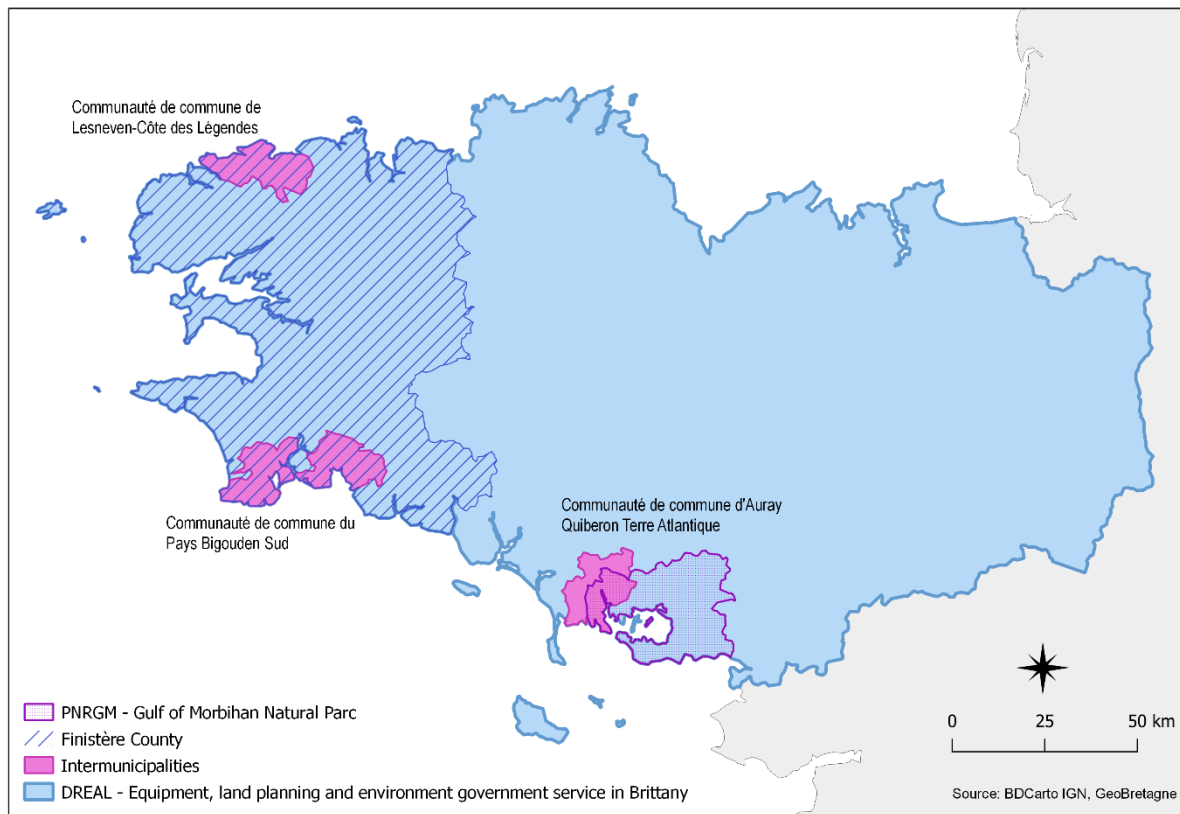 Communauté de commune de
Lesneven-Côte des Légendes
Communauté de commune du
Pays Bigouden Sud
Communauté de commune d'Auray
Quiberon Terre Atlantique
PNRGM - Gulf of Morbihan Natural Parc
Finistère County
Intermunicipalities
DREAL - Equipment, land planning and environment government service in Brittany
0 25 50 km
Source: BDCarto IGN, GeoBretagne